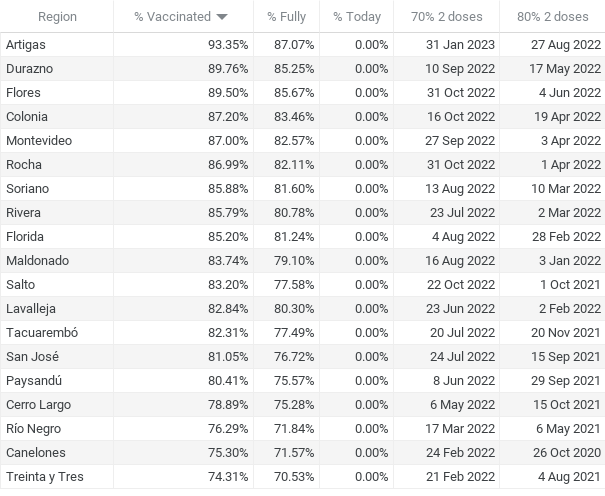 Region % Vaccinated % Fully % Today 70% 2 doses 80% 2 doses
Artigas 93.35% 87.07% 0.00% 31 Jan 2023 27 Aug 2022
Durazno 89.76% 85.25% 0.00% 10 Sep 2022 17 May 2022
Flores 89.50% 85.67% 0.00% 31 Oct 2022 4 Jun 2022
Colonia 87.20% 83.46% 0.00% 16 Oct 2022 19 Apr 2022
Montevideo 87.00% 82.57% 0.00% 27 Sep 2022 3 Apr 2022
Rocha 86.99% 82.11% 0.00% 31 Oct 2022 1 Apr 2022
Soriano 85.88% 81.60% 0.00% 13 Aug 2022 10 Mar 2022
Rivera 85.79% 80.78% 0.00% 23 Jul 2022 2 Mar 2022
Florida 85.20% 81.24% 0.00% 4 Aug 2022 28 Feb 2022
Maldonado 83.74% 79.10% 0.00% 16 Aug 2022 3 Jan 2022
Salto 83.20% 77.58% 0.00% 22 Oct 2022 1 Oct 2021
Lavalleja 82.84% 80.30% 0.00% 23 Jun 2022 2 Feb 2022
Tacuarembó 82.31% 77.49% 0.00% 20 Jul 2022 20 Nov 2021
San José 81.05% 76.72% 0.00% 24 Jul 2022 15 Sep 2021
Paysandú 80.41% 75.57% 0.00% 8 Jun 2022 29 Sep 2021
Cerro Largo 78.89% 75.28% 0.00% 6 May 2022 15 Oct 2021
Río Negro 76.29% 71.84% 0.00% 17 Mar 2022 6 May 2021
Canelones 75.30% 71.57% 0.00% 24 Feb 2022 26 Oct 2020
Treinta y Tres 74.31% 70.53% 0.00% 21 Feb 2022 4 Aug 2021